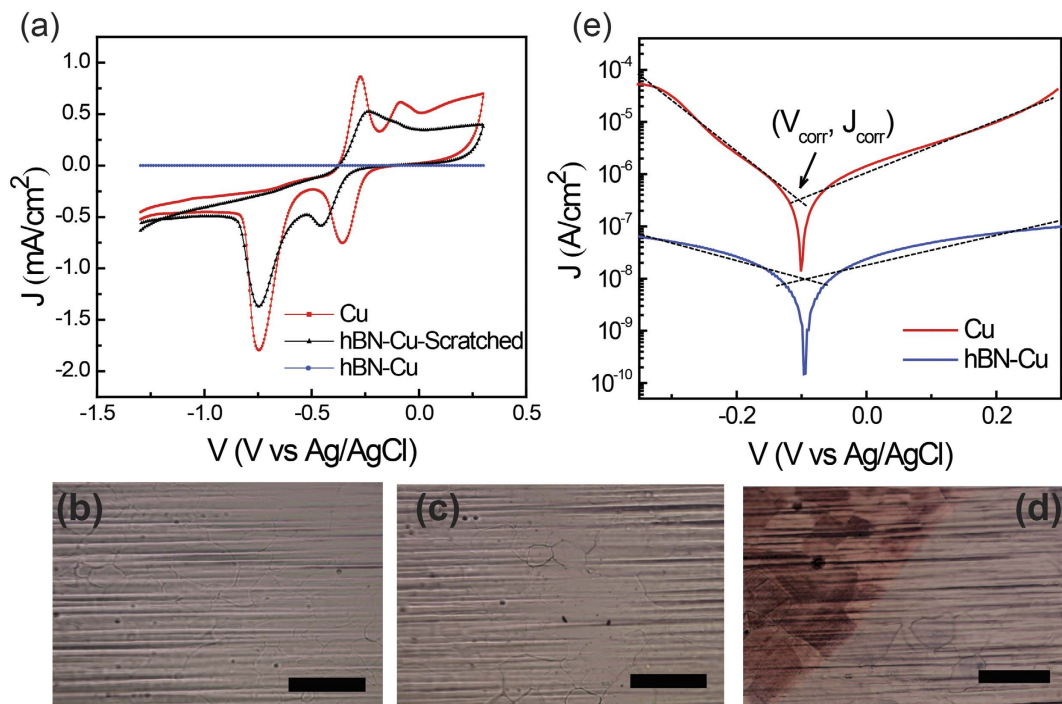 (a)
1.0
0.5
0.0
-0.5
-1.0
-1.5
-2.0
J (mA/cm²)
Cu
hBN-Cu-Scratched
hBN-Cu
-1.5 -1.0 -0.5 0.0 0.5
V (V vs Ag/AgCl)
(e)
10⁻⁴
10⁻⁵
10⁻⁶
10⁻⁷
10⁻⁸
10⁻⁹
10⁻¹⁰
J (A/cm²)
(Vcorr, Jcorr)
Cu
hBN-Cu
-0.2 0.0 0.2
V (V vs Ag/AgCl)
(b)
(c)
(d)